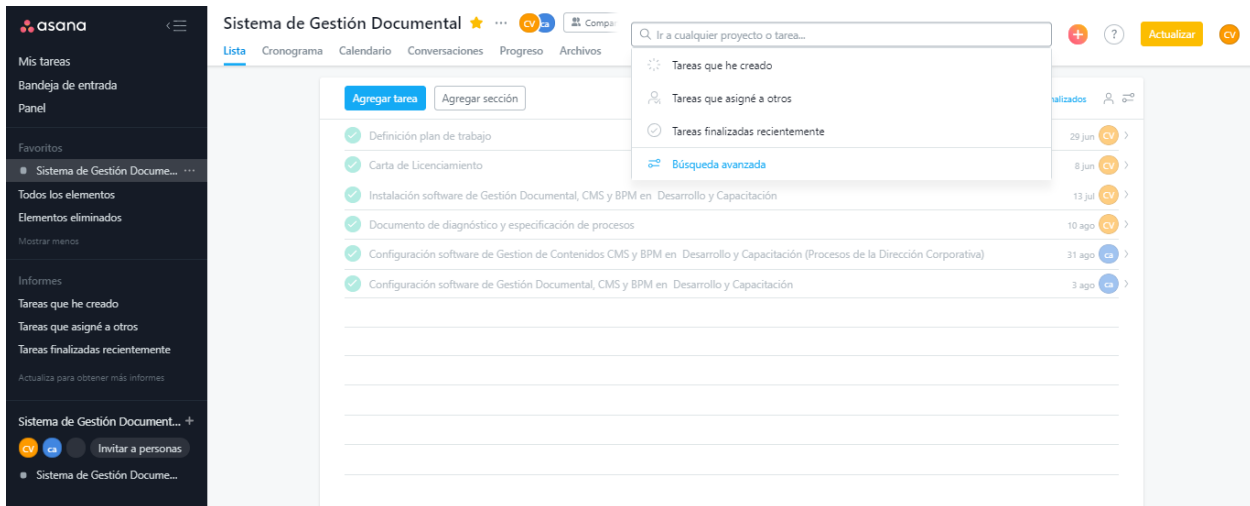 asana
Mis tareas
Bandeja de entrada
Panel
Favoritos
Sistema de Gestión Docume... ···
Todos los elementos
Elementos eliminados
Mostrar menos
Informes
Tareas que he creado
Tareas que asigné a otros
Tareas finalizadas recientemente
Actualiza para obtener más informes
Sistema de Gestión Document... +
CV ca Invitar a personas
Sistema de Gestión Docume...
Sistema de Gestión Documental ··· CV ca Compa
Lista Cronograma Calendario Conversaciones Progreso Archivos
Ir a cualquier proyecto o tarea...
Tareas que he creado
Tareas que asigné a otros
Tareas finalizadas recientemente
Búsqueda avanzada
+ ? Actualizar CV
Agregar tarea Agregar sección nalizados
Definición plan de trabajo 29 jun CV
Carta de Licenciamiento 8 jun CV
Instalación software de Gestión Documental, CMS y BPM en Desarrollo y Capacitación 13 jul CV
Documento de diagnóstico y especificación de procesos 10 ago CV
Configuración software de Gestion de Contenidos CMS y BPM en Desarrollo y Capacitación (Procesos de la Dirección Corporativa) 31 ago ca
Configuración software de Gestión Documental, CMS y BPM en Desarrollo y Capacitación 3 ago ca